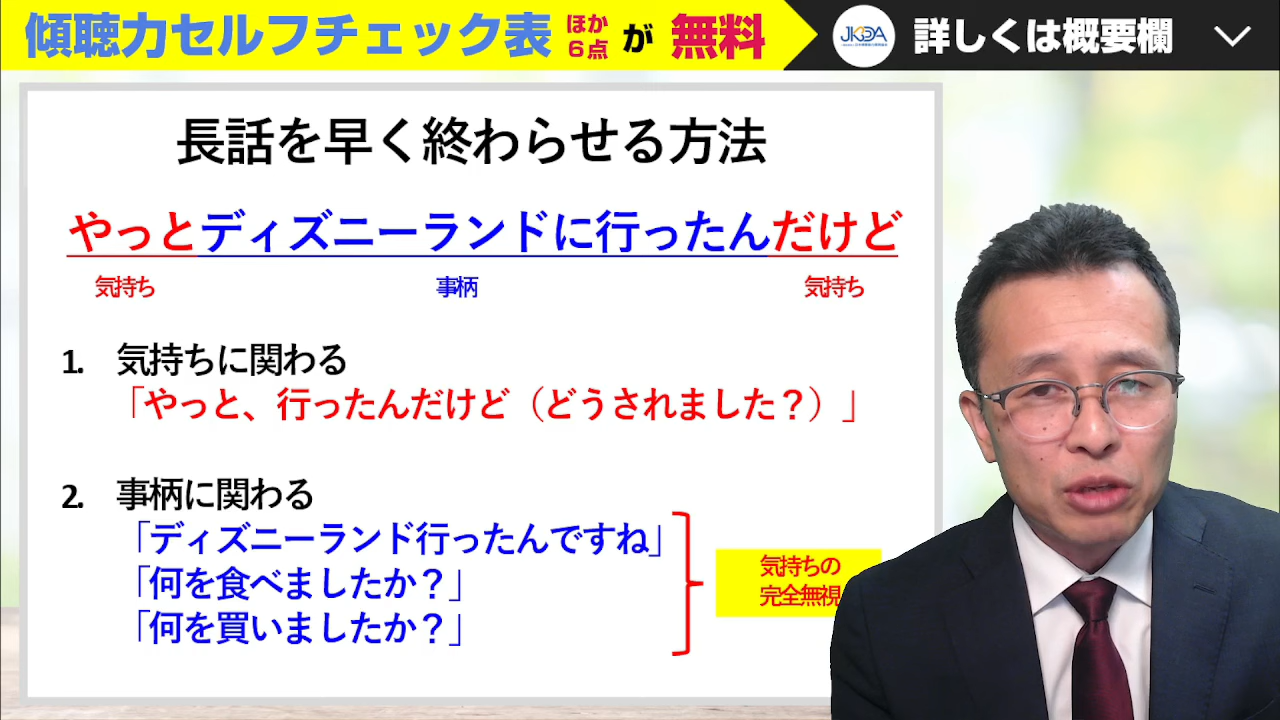 傾聴力セルフチェック表 ほか6点 が 無料 JKDA 詳しくは概要欄
長話を早く終わらせる方法
やっとディズニーランドに行ったんだけど
気持ち 事柄 気持ち
1. 気持ちに関わる
「やっと、行ったんだけど（どうされました？）」
2. 事柄に関わる
「ディズニーランド行ったんですね」
「何を食べましたか？」
「何を買いましたか？」
気持ちの
完全無視